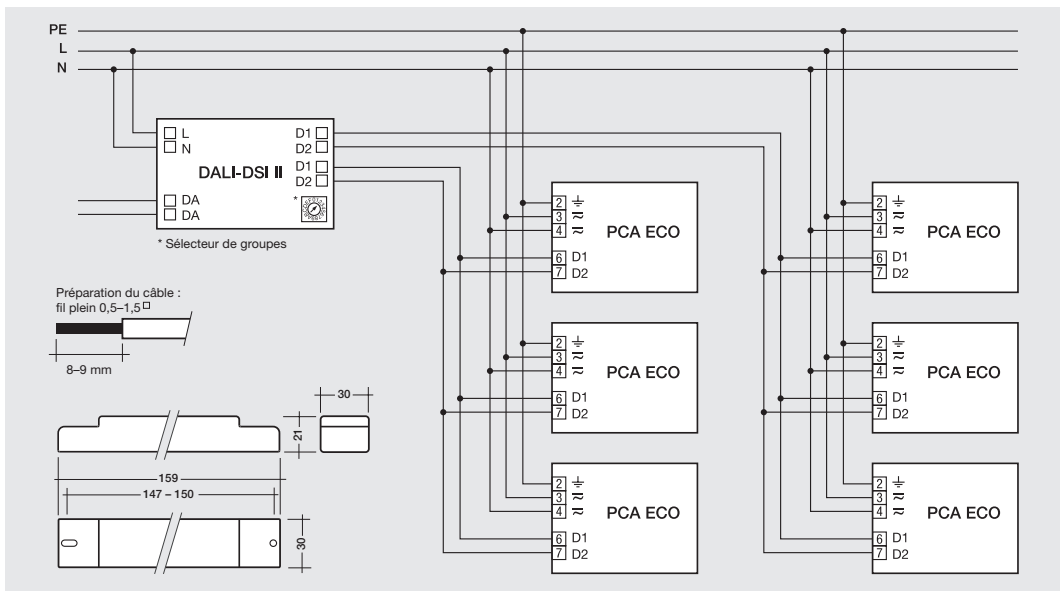 PE
L
N
L
N
D1
D2
D1
D2
DALI-DSI II
DA
DA
*
* Sélecteur de groupes
2
3
4
6 D1
7 D2
PCA ECO
2
3
4
6 D1
7 D2
PCA ECO
Préparation du câble :
fil plein 0,5–1,5□
8–9 mm
2
3
4
6 D1
7 D2
PCA ECO
2
3
4
6 D1
7 D2
PCA ECO
30
21
159
147 – 150
30
2
3
4
6 D1
7 D2
PCA ECO
2
3
4
6 D1
7 D2
PCA ECO